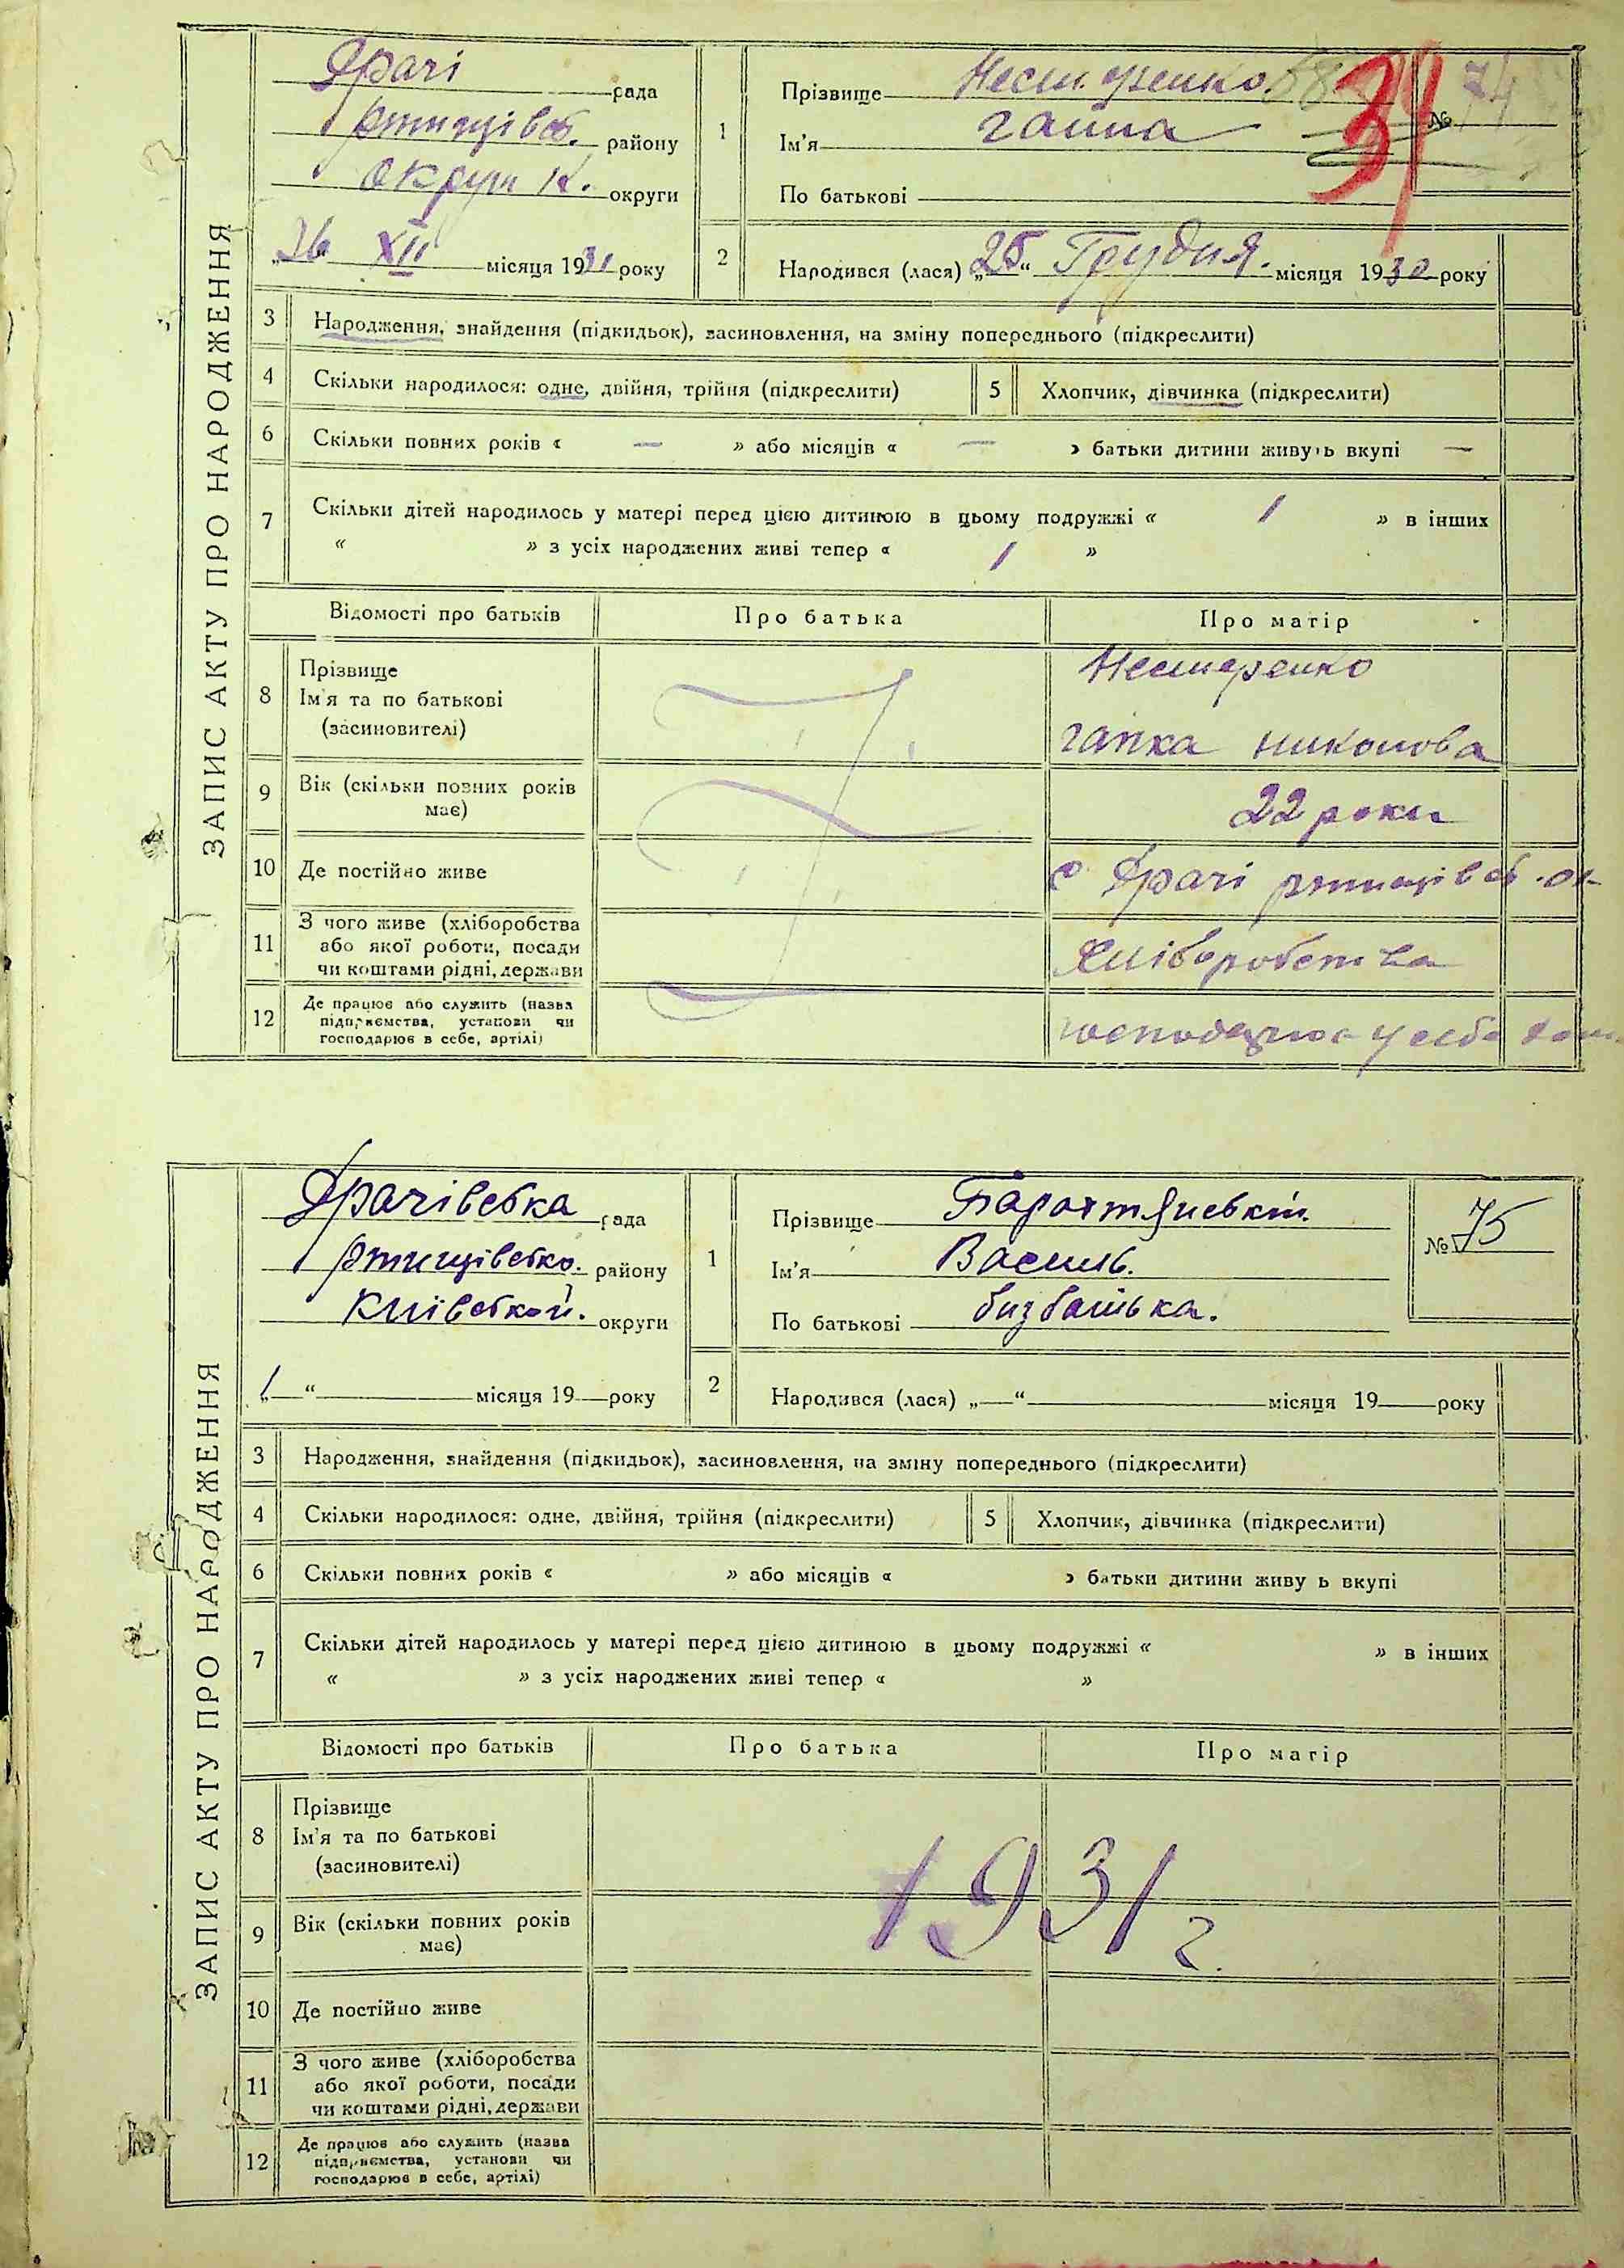 ЗАПИС АКТУ ПРО НАРОДЖЕННЯ
Драчі рада
Ртищівсь. району
округи
26 XII місяця 1931 року
1
Прізвище Нестеренко
Ім'я Ганна
По батькові
№ 74
34
2
Народився (лася) „25“ Грудня. місяця 1930 року
3 Народження, знайдення (підкидьок), засиновлення, на зміну попереднього (підкреслити)
4 Скільки народилося: одне, двійня, трійня (підкреслити) 5 Хлопчик, дівчинка (підкреслити)
6 Скільки повних років « — » або місяців « — » батьки дитини живуть вкупі —
7 Скільки дітей народилось у матері перед цією дитиною в цьому подружжі « 1 » в інших
« » з усіх народжених живі тепер « 1 »
Відомості про батьків Про батька Про матір
8 Прізвище
Ім'я та по батькові
(засиновителі)
Нестеренко
Гапка никонова
9 Вік (скільки повних років
має)
22 роки
10 Де постійно живе
с Драчі ртищівсь.
11 З чого живе (хліборобства
або якої роботи, посади
чи коштами рідні, держави
Хліборобства
12 Де працює або служить (назва
підприємства, установи чи
господарює в себе, артілі)
у себе
ЗАПИС АКТУ ПРО НАРОДЖЕННЯ
Драчівська рада
Ртищівсько. району
Київської. округи
„1“ місяця 19 року
1
Прізвище
Ім'я Василь.
По батькові бизбатька.
№ 75
2
Народився (лася) „ “ місяця 19 року
3 Народження, знайдення (підкидьок), засиновлення, на зміну попереднього (підкреслити)
4 Скільки народилося: одне, двійня, трійня (підкреслити) 5 Хлопчик, дівчинка (підкреслити)
6 Скільки повних років « » або місяців « » батьки дитини живу ь вкупі
7 Скільки дітей народилось у матері перед цією дитиною в цьому подружжі « » в інших
« » з усіх народжених живі тепер « »
Відомості про батьків Про батька Про матір
8 Прізвище
Ім'я та по батькові
(засиновителі)
1931 г.
9 Вік (скільки повних років
має)
10 Де постійно живе
11 З чого живе (хліборобства
або якої роботи, посади
чи коштами рідні, держави
12 Де працює або служить (назва
підприємства, установи чи
господарює в себе, артілі)